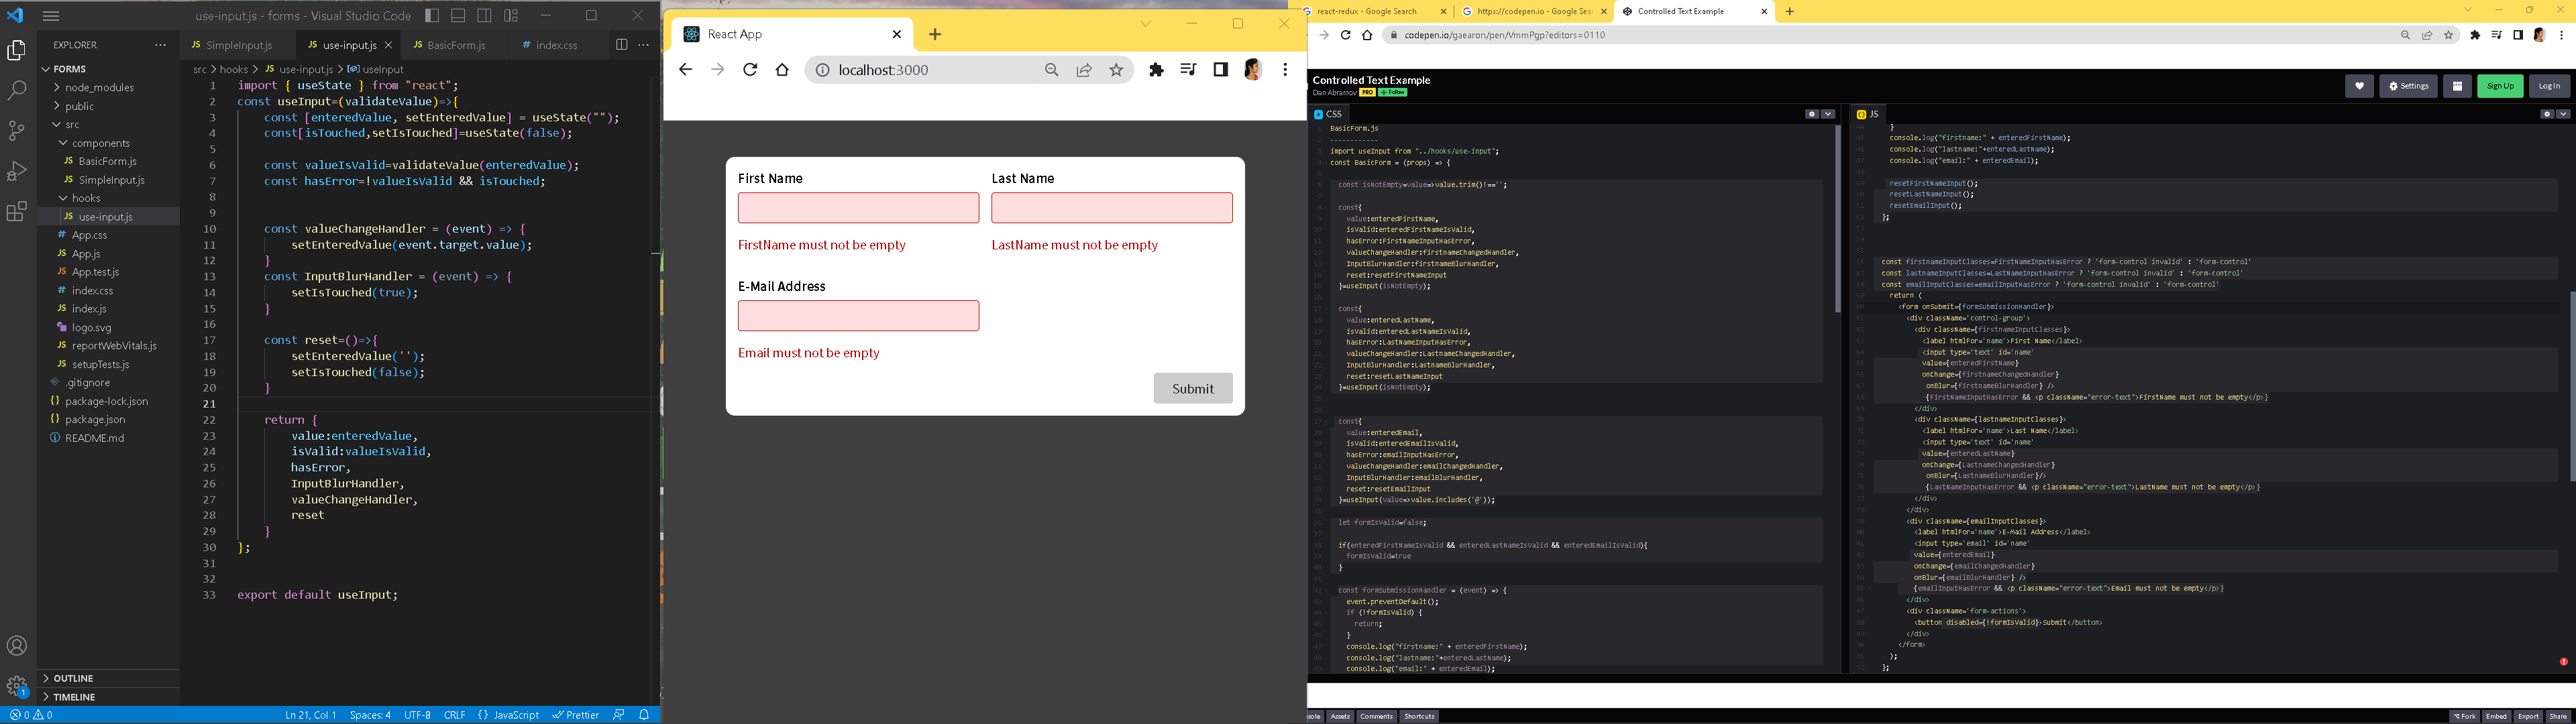 use-input.js - forms - Visual Studio Code
EXPLORER
FORMS
node_modules
public
src
components
JS BasicForm.js
JS SimpleInput.js
hooks
JS use-input.js
# App.css
JS App.js
JS App.test.js
# index.css
JS index.js
logo.svg
JS reportWebVitals.js
JS setupTests.js
.gitignore
{} package-lock.json
{} package.json
README.md
OUTLINE
TIMELINE
1
JS SimpleInput.js
JS use-input.js
JS BasicForm.js
# index.css
src > hooks > JS use-input.js > useInput
1 import { useState } from "react";
2 const useInput=(validateValue)=>{
3 const [enteredValue, setEnteredValue] = useState("");
4 const[isTouched,setIsTouched]=useState(false);
5
6 const valueIsValid=validateValue(enteredValue);
7 const hasError=!valueIsValid && isTouched;
8
9
10 const valueChangeHandler = (event) => {
11 setEnteredValue(event.target.value);
12 }
13 const InputBlurHandler = (event) => {
14 setIsTouched(true);
15 }
16
17 const reset=()=>{
18 setEnteredValue('');
19 setIsTouched(false);
20 }
21
22 return {
23 value:enteredValue,
24 isValid:valueIsValid,
25 hasError,
26 InputBlurHandler,
27 valueChangeHandler,
28 reset
29 }
30 };
31
32
33 export default useInput;
0 0
Ln 21, Col 1 Spaces: 4 UTF-8 CRLF {} JavaScript Prettier
React App
localhost:3000
First Name Last Name
FirstName must not be empty LastName must not be empty
E-Mail Address
Email must not be empty
Submit
react-redux - Google Search
https://codepen.io - Google Sea
Controlled Text Example
codepen.io/gaearon/pen/VmmPgp?editors=0110
Controlled Text Example
Dan Abramov PRO + Follow
Settings
Sign Up
Log In
CSS
BasicForm.js
------------
import useInput from "../hooks/use-input";
const BasicForm = (props) => {
const isNotEmpty=value=>value.trim()!=='';
const{
value:enteredFirstName,
isValid:enteredFirstNameIsValid,
hasError:FirstNameInputHasError,
valueChangeHandler:firstnameChangedHandler,
InputBlurHandler:firstnameBlurHandler,
reset:resetFirstNameInput
}=useInput(isNotEmpty);
const{
value:enteredLastName,
isValid:enteredLastNameIsValid,
hasError:LastNameInputHasError,
valueChangeHandler:LastnameChangedHandler,
InputBlurHandler:LastnameBlurHandler,
reset:resetLastNameInput
}=useInput(isNotEmpty);
const{
value:enteredEmail,
isValid:enteredEmailIsValid,
hasError:emailInputHasError,
valueChangeHandler:emailChangedHandler,
InputBlurHandler:emailBlurHandler,
reset:resetEmailInput
}=useInput(value=>value.includes('@'));
let formIsValid=false;
if(enteredFirstNameIsValid && enteredLastNameIsValid && enteredEmailIsValid){
formIsValid=true
}
const formSubmissionHandler = (event) => {
event.preventDefault();
if (!formIsValid) {
return;
}
console.log("firstname:" + enteredFirstName);
console.log("lastname:"+enteredLastName);
console.log("email:" + enteredEmail);
JS
}
console.log("firstname:" + enteredFirstName);
console.log("lastname:"+enteredLastName);
console.log("email:" + enteredEmail);
resetFirstNameInput();
resetLastNameInput();
resetEmailInput();
};
const firstnameInputClasses=FirstNameInputHasError ? 'form-control invalid' : 'form-control'
const lastnameInputClasses=LastNameInputHasError ? 'form-control invalid' : 'form-control'
const emailInputClasses=emailInputHasError ? 'form-control invalid' : 'form-control'
return (
<form onSubmit={formSubmissionHandler}>
<div className='control-group'>
<div className={firstnameInputClasses}>
<label htmlFor='name'>First Name</label>
<input type='text' id='name'
value={enteredFirstName}
onChange={firstnameChangedHandler}
onBlur={firstnameBlurHandler} />
{FirstNameInputHasError && <p className="error-text">FirstName must not be empty</p>}
</div>
<div className={lastnameInputClasses}>
<label htmlFor='name'>Last Name</label>
<input type='text' id='name'
value={enteredLastName}
onChange={LastnameChangedHandler}
onBlur={LastnameBlurHandler}/>
{LastNameInputHasError && <p className="error-text">LastName must not be empty</p>}
</div>
</div>
<div className={emailInputClasses}>
<label htmlFor='name'>E-Mail Address</label>
<input type='email' id='name'
value={enteredEmail}
onChange={emailChangedHandler}
onBlur={emailBlurHandler} />
{emailInputHasError && <p className="error-text">Email must not be empty</p>}
</div>
<div className='form-actions'>
<button disabled={!formIsValid}>Submit</button>
</div>
</form>
);
};
Assets Comments Shortcuts
Fork Embed Export Share